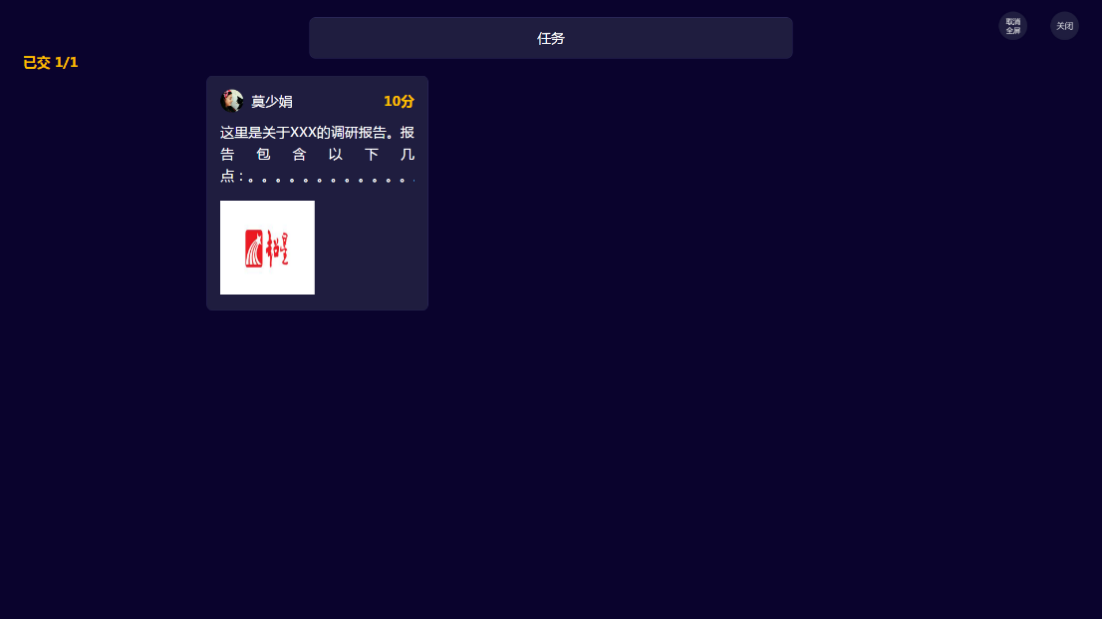 任务
取消
全屏
关闭
已交 1/1
莫少娟
10分
这里是关于XXX的调研报告。报
告包含以下几
点：。。。。。。。。。。。。